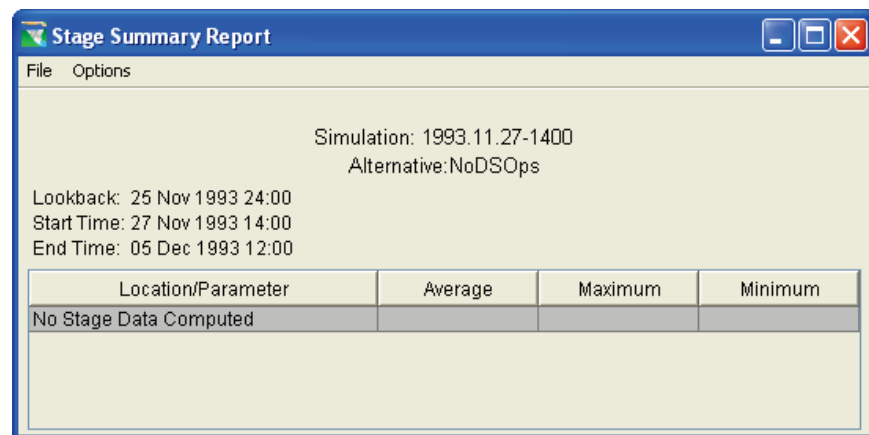 Stage Summary Report
File Options
Simulation: 1993.11.27-1400
Alternative:NoDSOps
Lookback: 25 Nov 1993 24:00
Start Time: 27 Nov 1993 14:00
End Time: 05 Dec 1993 12:00
Location/Parameter Average Maximum Minimum
No Stage Data Computed